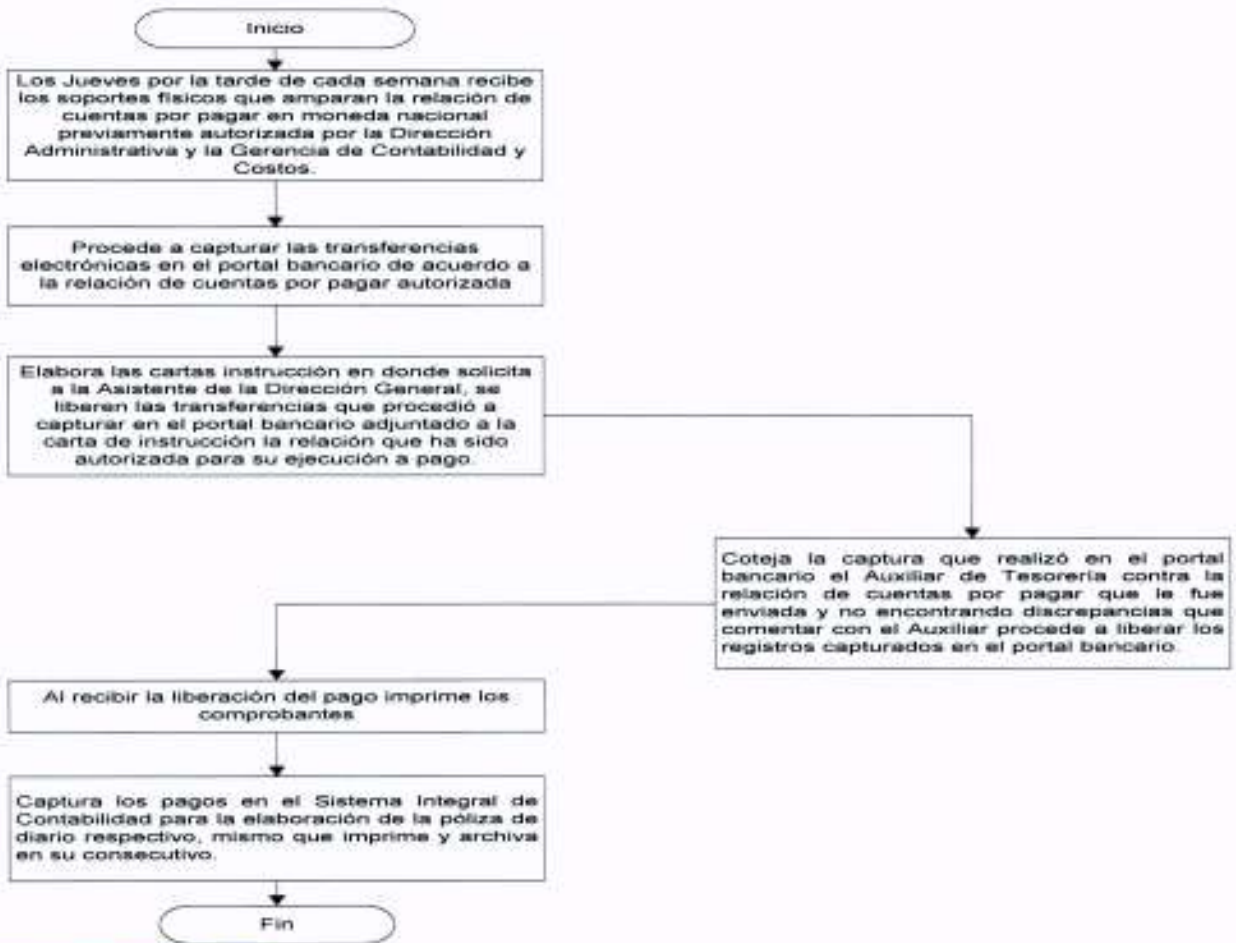 Inicio
Los Jueves por la tarde de cada semana recibe
los soportes físicos que amparan la relación de
cuentas por pagar en moneda nacional
previamente autorizada por la Dirección
Administrativa y la Gerencia de Contabilidad y
Costos.
Procede a capturar las transferencias
electrónicas en el portal bancario de acuerdo a
la relación de cuentas por pagar autorizada
Elabora las cartas instrucción en donde solicita
a la Asistente de la Dirección General, se
liberen las transferencias que procedió a
capturar en el portal bancario adjuntado a la
carta de instrucción la relación que ha sido
autorizada para su ejecución a pago.
Coteja la captura que realizó en el portal
bancario el Auxiliar de Tesorería contra la
relación de cuentas por pagar que le fue
enviada y no encontrando discrepancias que
comentar con el Auxiliar procede a liberar los
registros capturados en el portal bancario.
Al recibir la liberación del pago imprime los
comprobantes
Captura los pagos en el Sistema Integral de
Contabilidad para la elaboración de la póliza de
diario respectivo, mismo que imprime y archiva
en su consecutivo.
Fin